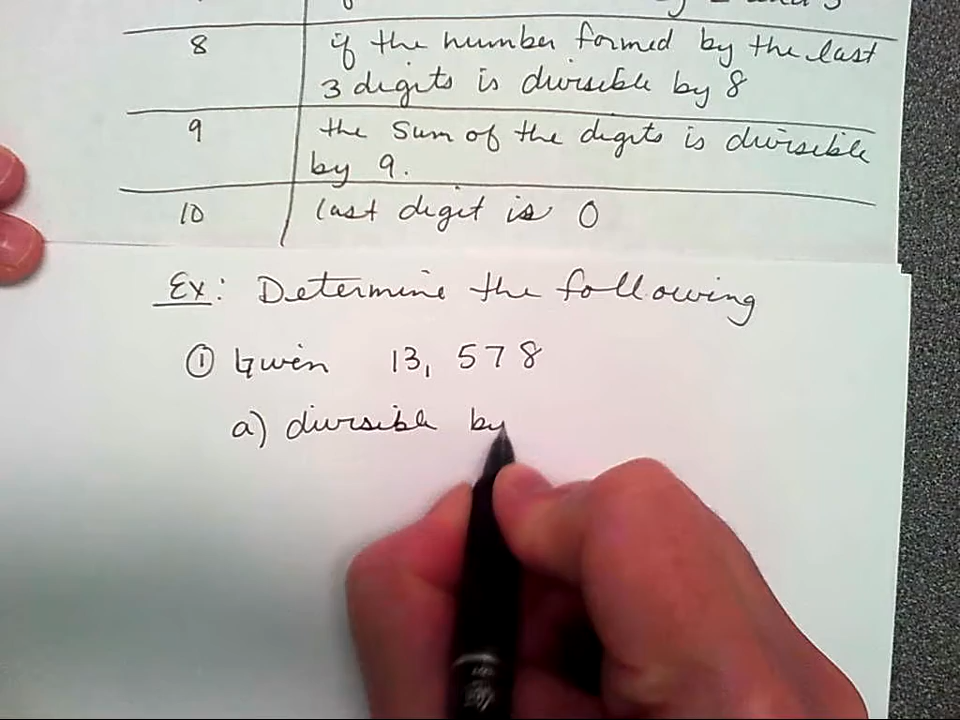 8 if the number formed by the last
3 digits is divisible by 8
9 the sum of the digits is divisible
by 9.
10 last digit is 0
Ex: Determine the following
① Given 13,578
a) divisible by